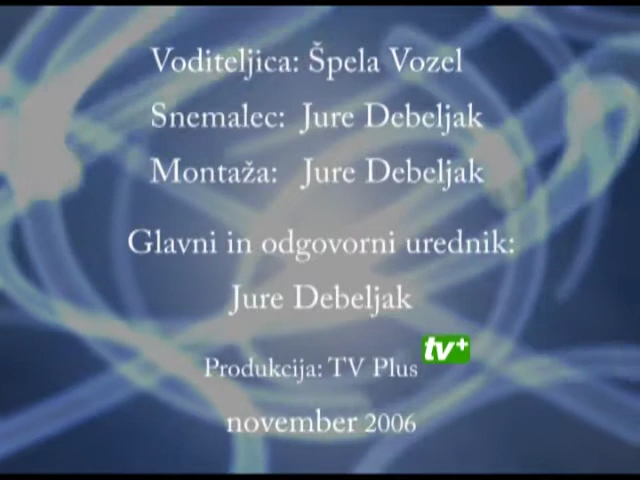 Voditeljica: Špela Vozel
Snemalec: Jure Debeljak
Montaža: Jure Debeljak
Glavni in odgovorni urednik:
Jure Debeljak
tv+
Produkcija: TV Plus
november 2006